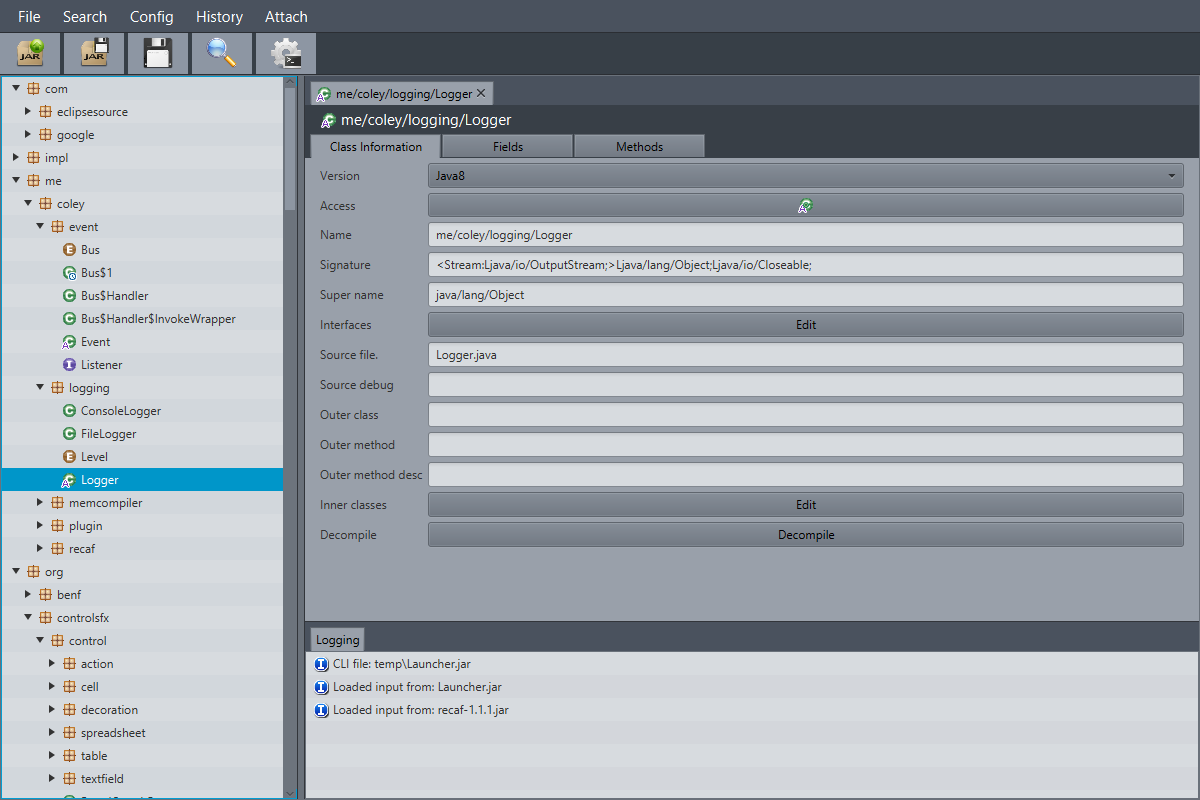 File Search Config History Attach
JAR JAR
com
eclipsesource
google
impl
me
coley
event
Bus
Bus$1
Bus$Handler
Bus$Handler$InvokeWrapper
Event
Listener
logging
ConsoleLogger
FileLogger
Level
Logger
memcompiler
plugin
recaf
org
benf
controlsfx
control
action
cell
decoration
spreadsheet
table
textfield
me/coley/logging/Logger
me/coley/logging/Logger
Class Information Fields Methods
Version Java8
Access
Name me/coley/logging/Logger
Signature <Stream:Ljava/io/OutputStream;>Ljava/lang/Object;Ljava/io/Closeable;
Super name java/lang/Object
Interfaces Edit
Source file. Logger.java
Source debug
Outer class
Outer method
Outer method desc
Inner classes Edit
Decompile Decompile
Logging
CLI file: temp\Launcher.jar
Loaded input from: Launcher.jar
Loaded input from: recaf-1.1.1.jar